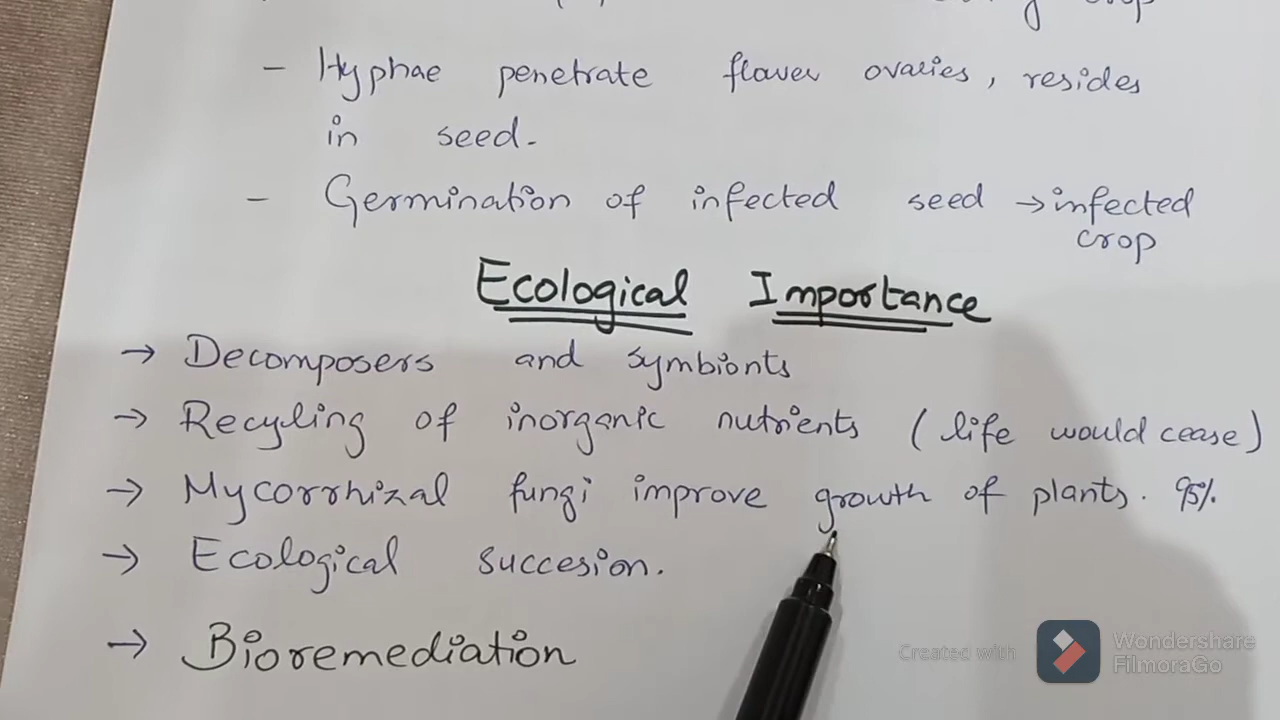 crop
- Hyphae penetrate flower ovaries, resides
in seed.
- Germination of infected seed → infected
crop
Ecological Importance
→ Decomposers and symbionts
→ Recyling of inorganic nutrients (life would cease)
→ Mycorrhizal fungi improve growth of plants. 95%
→ Ecological succesion.
→ Bioremediation
Created with Wondershare
FilmoraGo